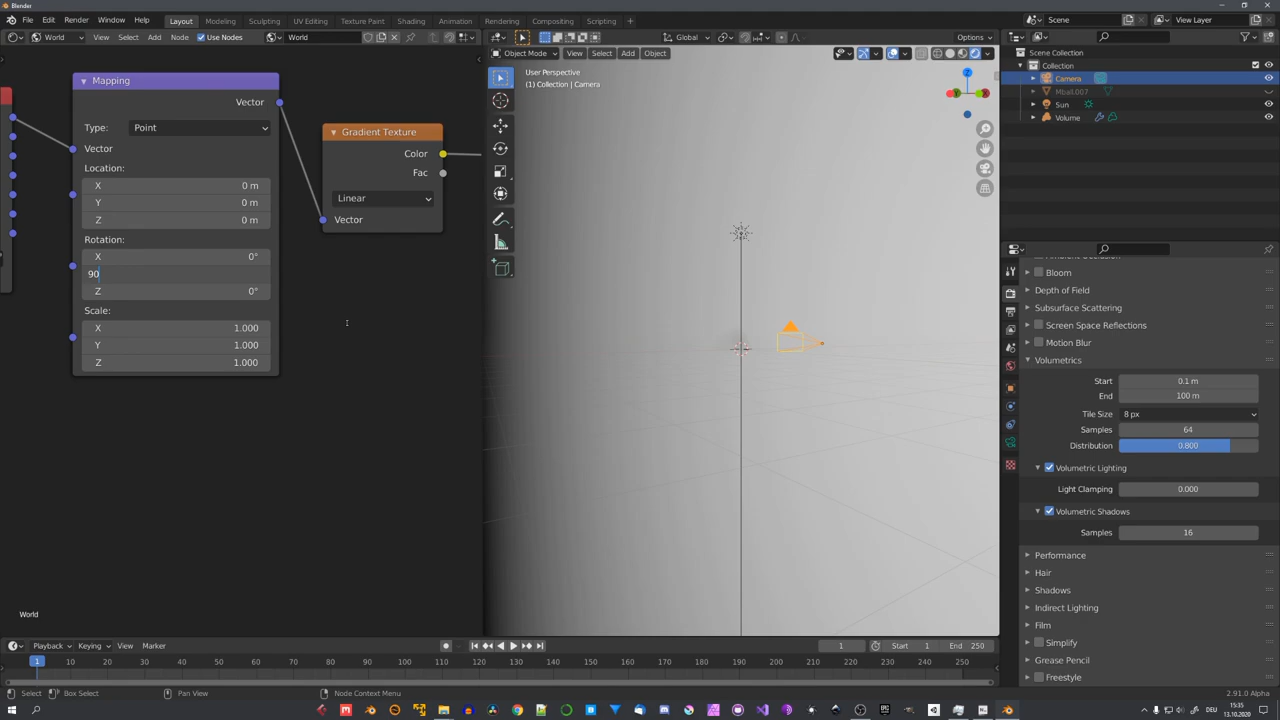 Blender
File Edit Render Window Help Layout Modeling Sculpting UV Editing Texture Paint Shading Animation Rendering Compositing Scripting + Scene View Layer
World View Select Add Node Use Nodes World Global Options
Object Mode View Select Add Object
User Perspective
(1) Collection | Camera
Scene Collection
Collection
Camera
Mball.007
Sun
Volume
Mapping
Vector
Type: Point
Vector
Location:
X 0 m
Y 0 m
Z 0 m
Rotation:
X 0°
90
Z 0°
Scale:
X 1.000
Y 1.000
Z 1.000
Gradient Texture
Color
Fac
Linear
Vector
Z
Bloom
Depth of Field
Subsurface Scattering
Screen Space Reflections
Motion Blur
Volumetrics
Start 0.1 m
End 100 m
Tile Size 8 px
Samples 64
Distribution 0.800
Volumetric Lighting
Light Clamping 0.000
Volumetric Shadows
Samples 16
Performance
Hair
Shadows
Indirect Lighting
Film
Simplify
Grease Pencil
Freestyle
World
Playback Keying View Marker 1 Start 1 End 250
1 10 20 30 40 50 60 70 80 90 100 110 120 130 140 150 160 170 180 190 200 210 220 230 240 250
Select Box Select Pan View Node Context Menu 2.91.0 Alpha
DEU 15:35
13.10.2020